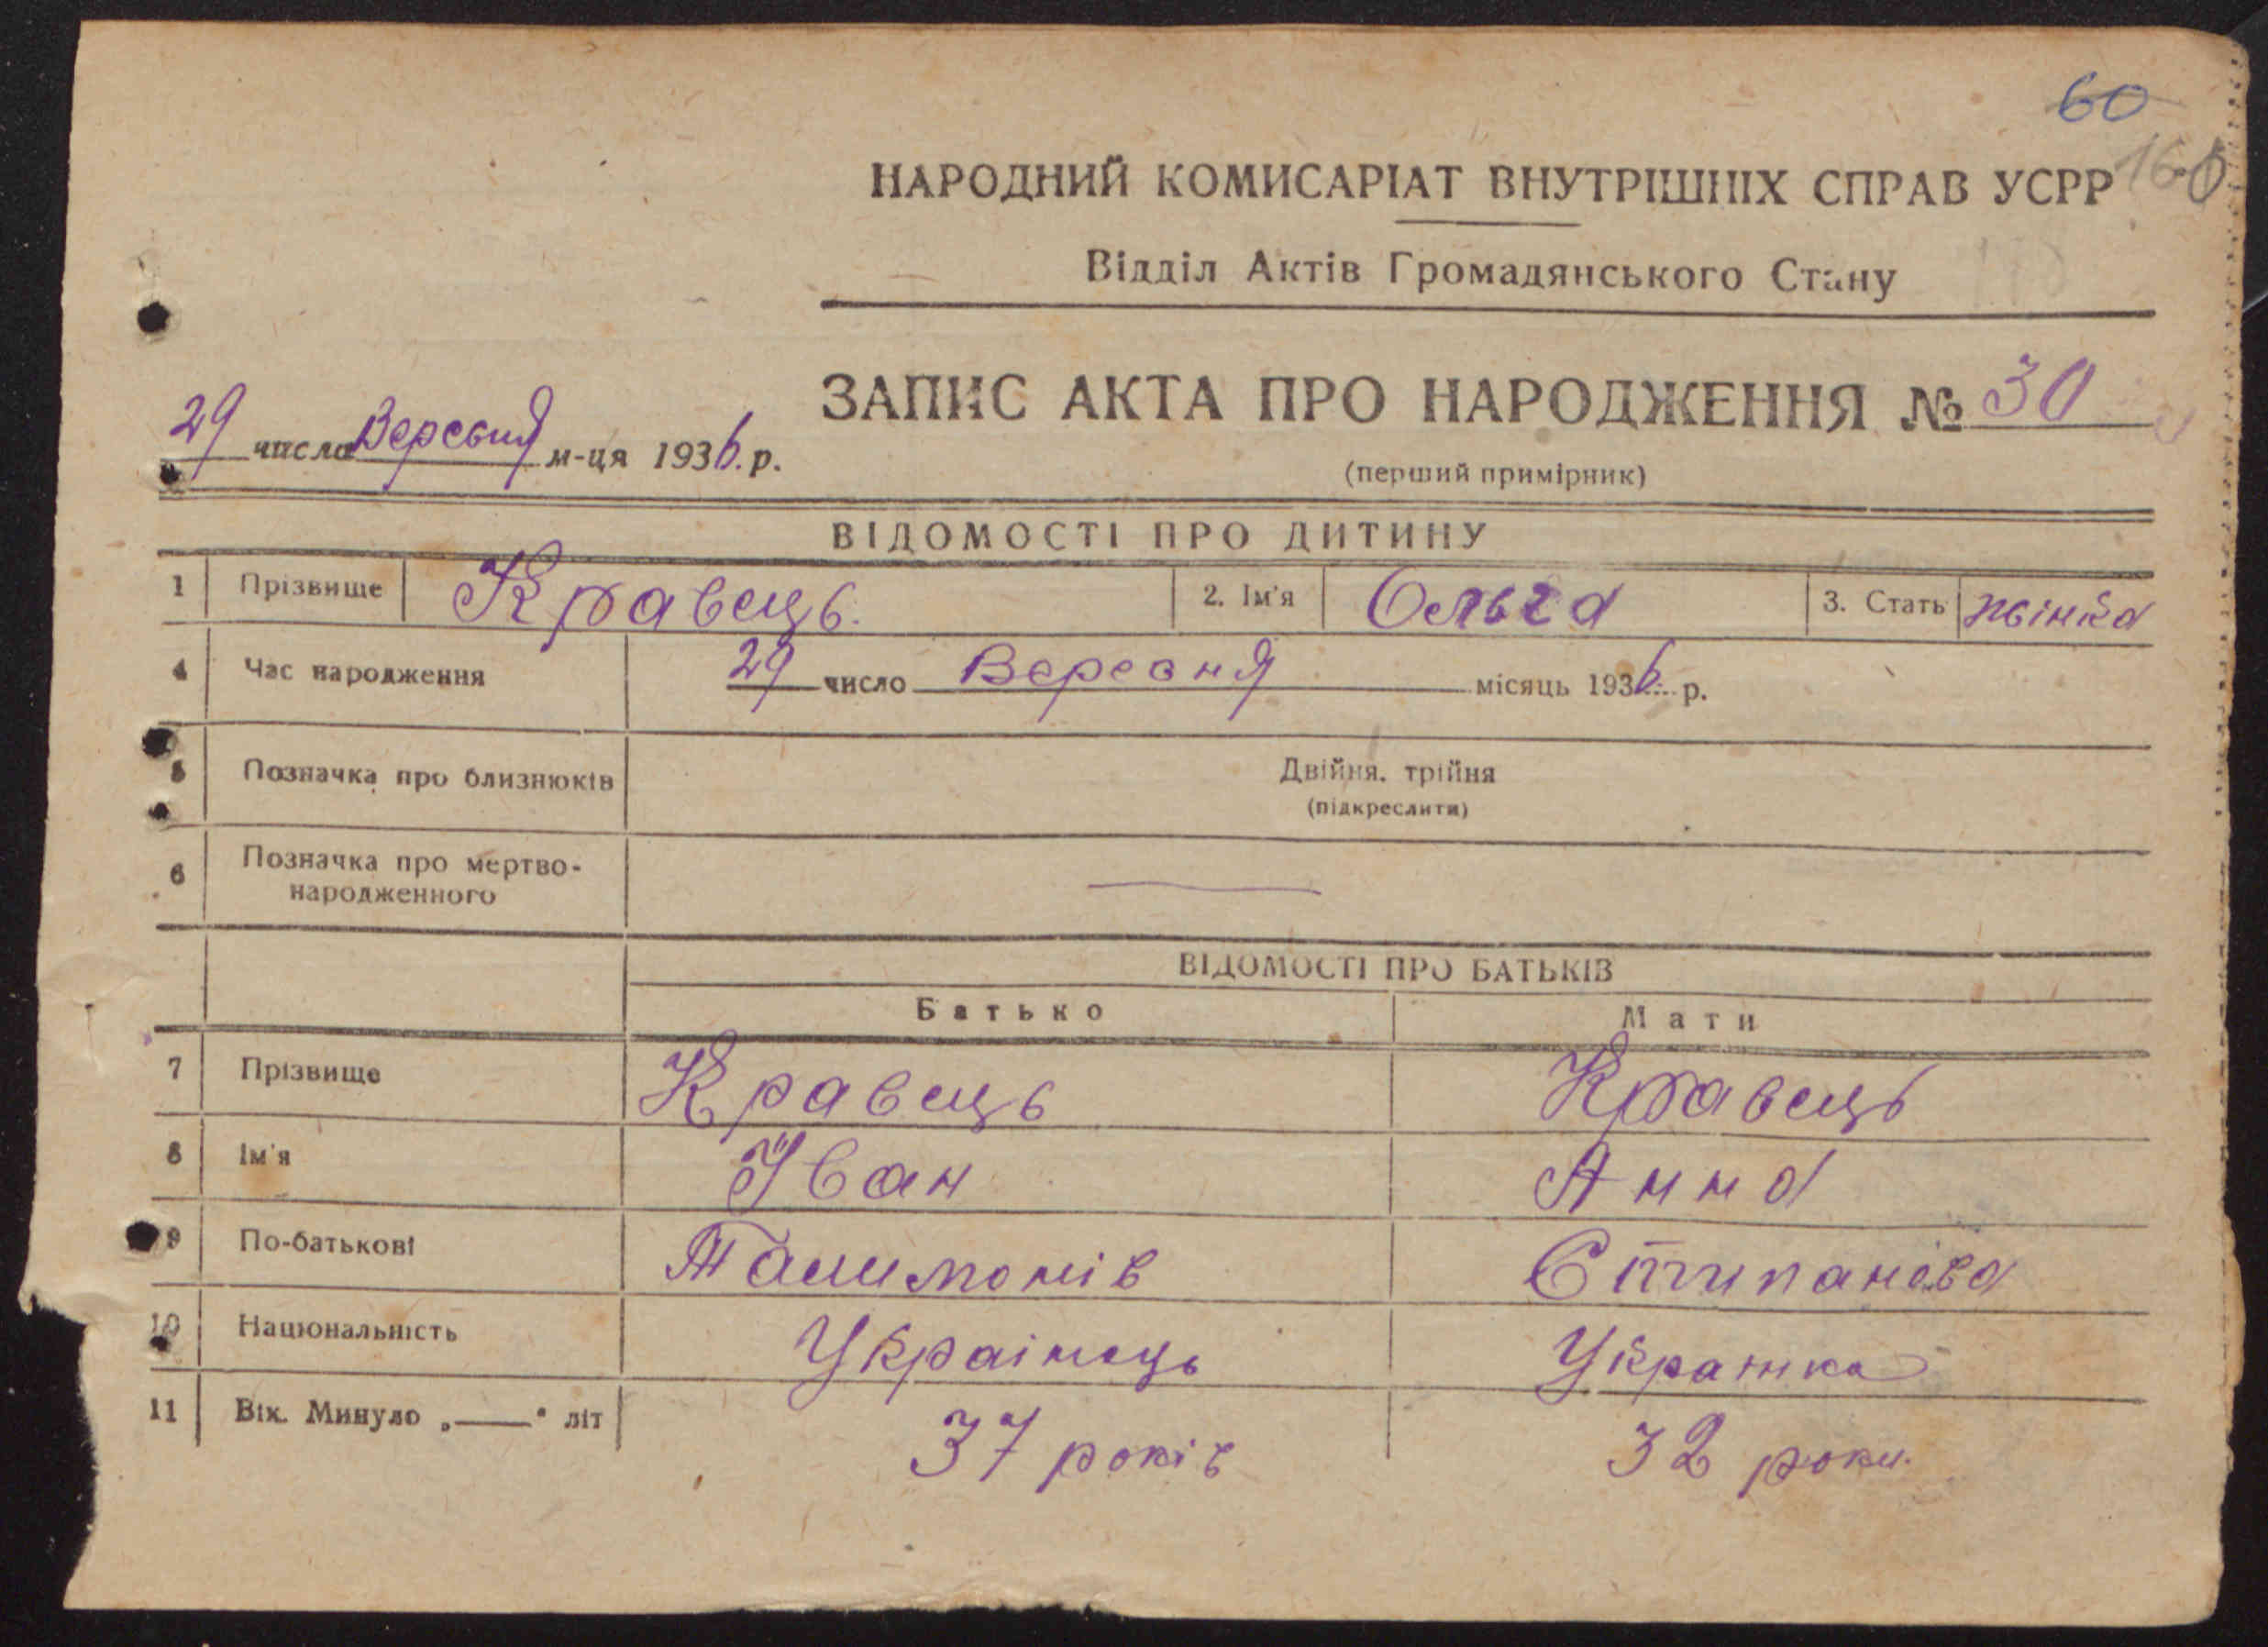 60
160
НАРОДНИЙ КОМИСАРІАТ ВНУТРІШНІХ СПРАВ УСРР
Відділ Актів Громадянського Стану
ЗАПИС АКТА ПРО НАРОДЖЕННЯ № 30
29 числа Вересня м-ця 1936. р.
(перший примірник)
ВІДОМОСТІ ПРО ДИТИНУ
1 Прізвище Кравець. 2. Ім'я Ольга 3. Стать жінка
4 Час народження 29 число Вересня місяць 1936 р.
5 Позначка про близнюків Двійня, трійня
(підкреслити)
6 Позначка про мертво-
народженного
ВІДОМОСТІ ПРО БАТЬКІВ
Батько Мати
7 Прізвище Кравець Кравець
8 Ім'я Іван Анна
9 По-батькові Стипанова
10 Національність Українець Украінка
11 Вік. Минуло „——" літ 37 років 32 роки.